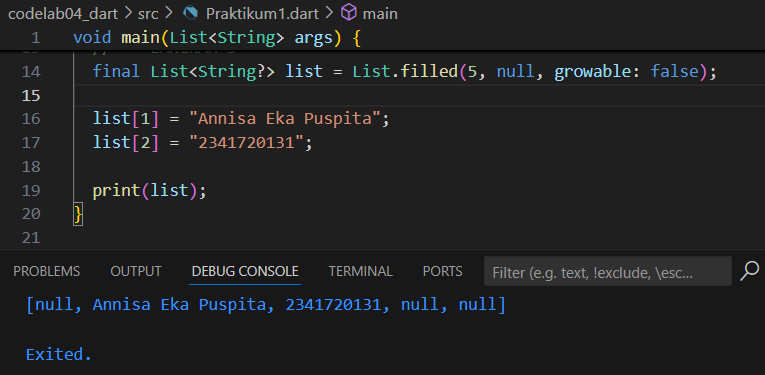 codelab04_dart > src > Praktikum1.dart > main
1 void main(List<String> args) {
14 final List<String?> list = List.filled(5, null, growable: false);
15
16 list[1] = "Annisa Eka Puspita";
17 list[2] = "2341720131";
18
19 print(list);
20 }
21
PROBLEMS OUTPUT DEBUG CONSOLE TERMINAL PORTS Filter (e.g. text, !exclude, \esc...
[null, Annisa Eka Puspita, 2341720131, null, null]
Exited.